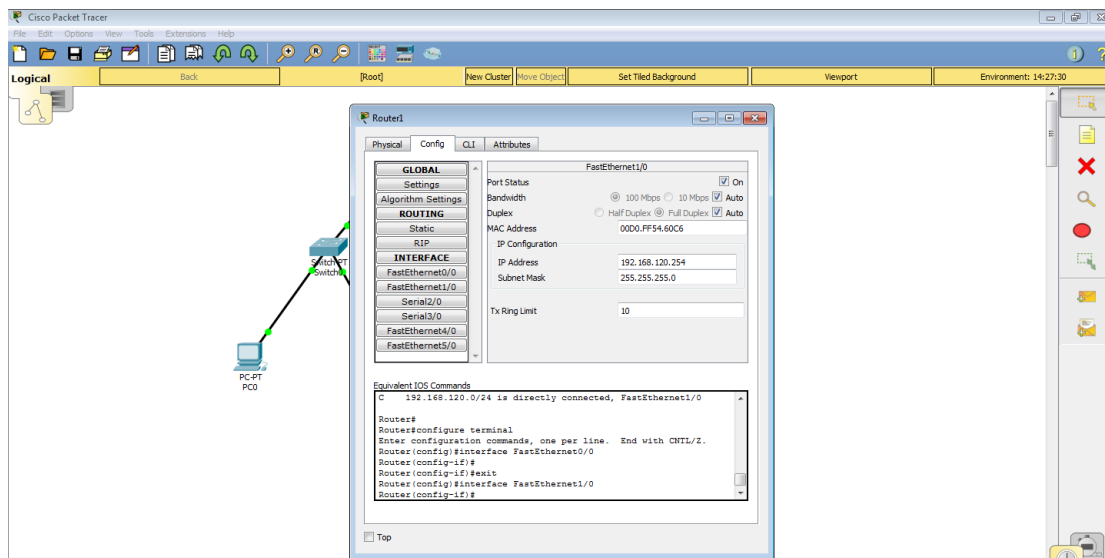 Cisco Packet Tracer
File Edit Options View Tools Extensions Help
Logical Back [Root] New Cluster Move Object Set Tiled Background Viewport Environment: 14:27:30
Router1
Physical Config CLI Attributes
GLOBAL
Settings
Algorithm Settings
ROUTING
Static
RIP
INTERFACE
FastEthernet0/0
FastEthernet1/0
Serial2/0
Serial3/0
FastEthernet4/0
FastEthernet5/0
FastEthernet1/0
Port Status On
Bandwidth 100 Mbps 10 Mbps Auto
Duplex Half Duplex Full Duplex Auto
MAC Address 00D0.FF54.60C6
IP Configuration
IP Address 192.168.120.254
Subnet Mask 255.255.255.0
Tx Ring Limit 10
PC-PT
PC0
Equivalent IOS Commands
C 192.168.120.0/24 is directly connected, FastEthernet1/0
Router#
Router#configure terminal
Enter configuration commands, one per line. End with CNTL/Z.
Router(config)#interface FastEthernet0/0
Router(config-if)#
Router(config-if)#exit
Router(config)#interface FastEthernet1/0
Router(config-if)#
Top